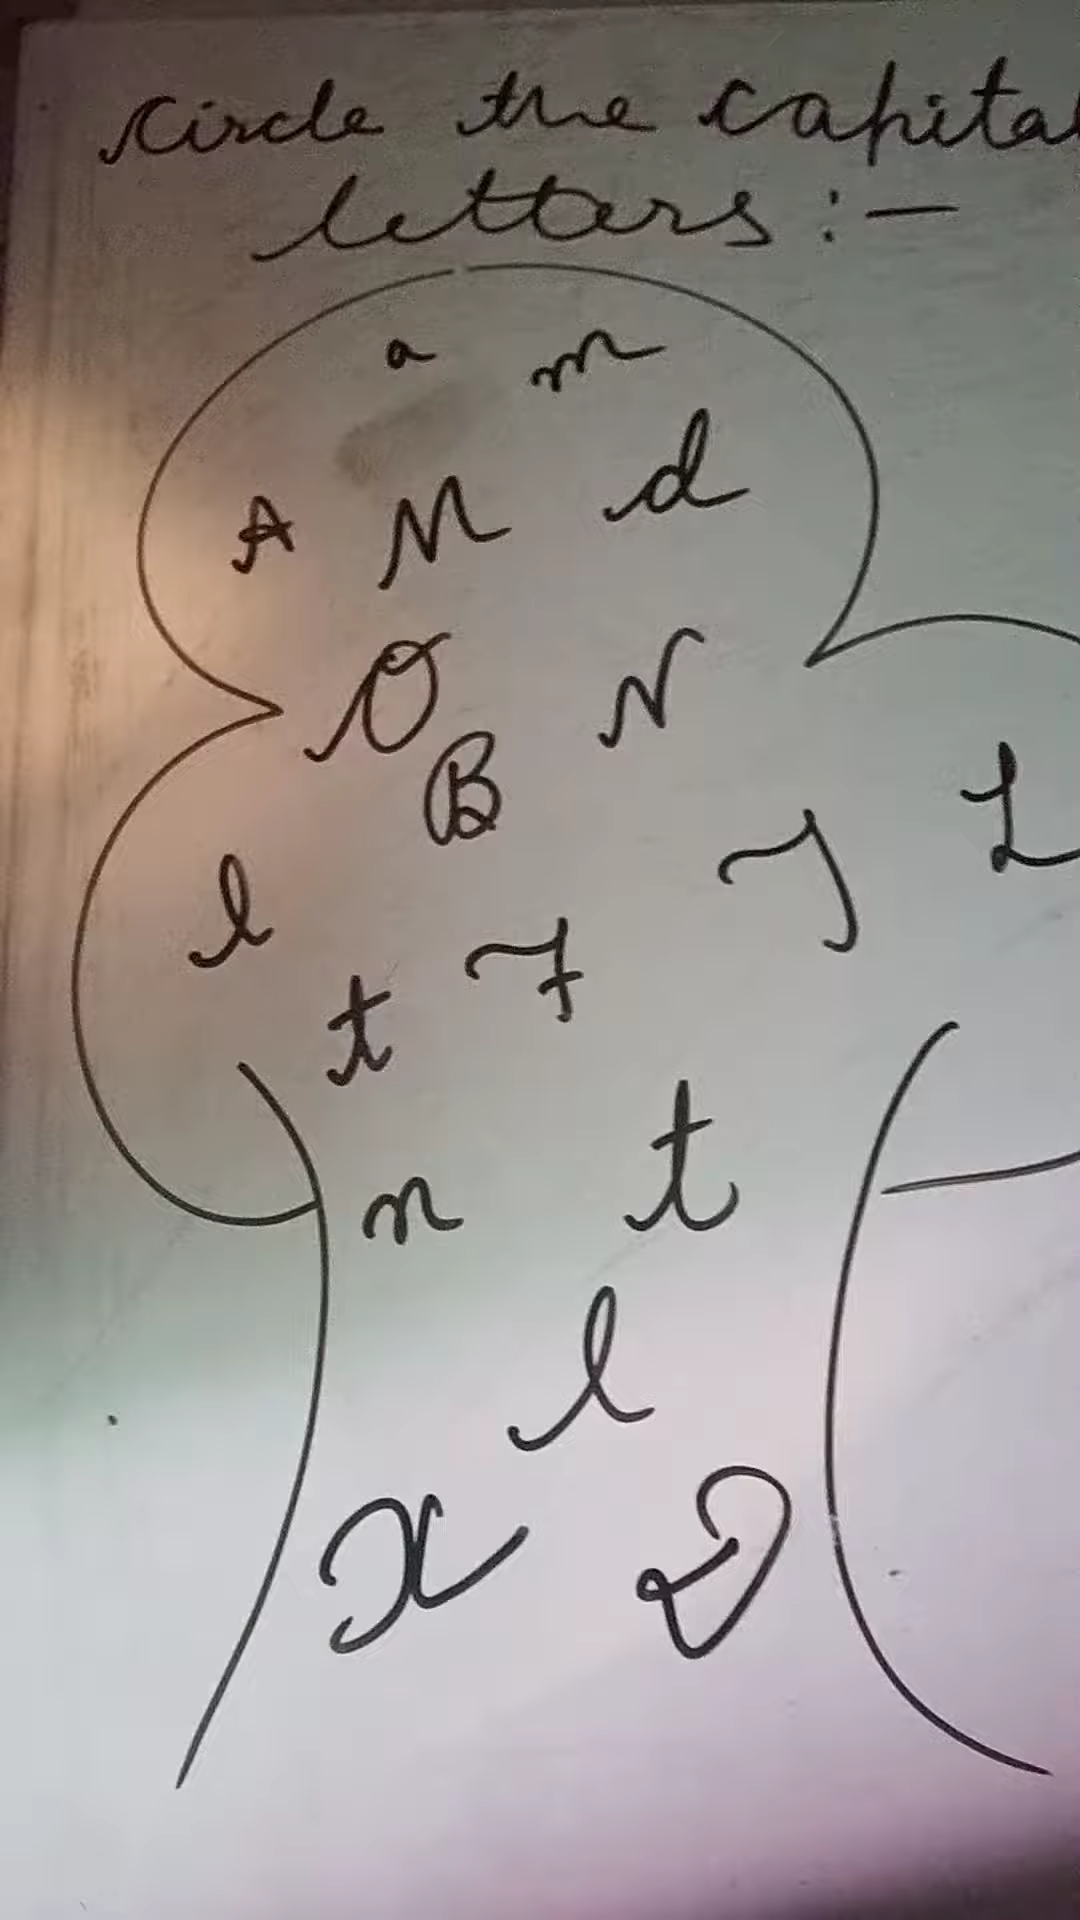 Circle the capital
letters :-
a m
A M d
O N
B
L
l J
t F
n t
l
X D